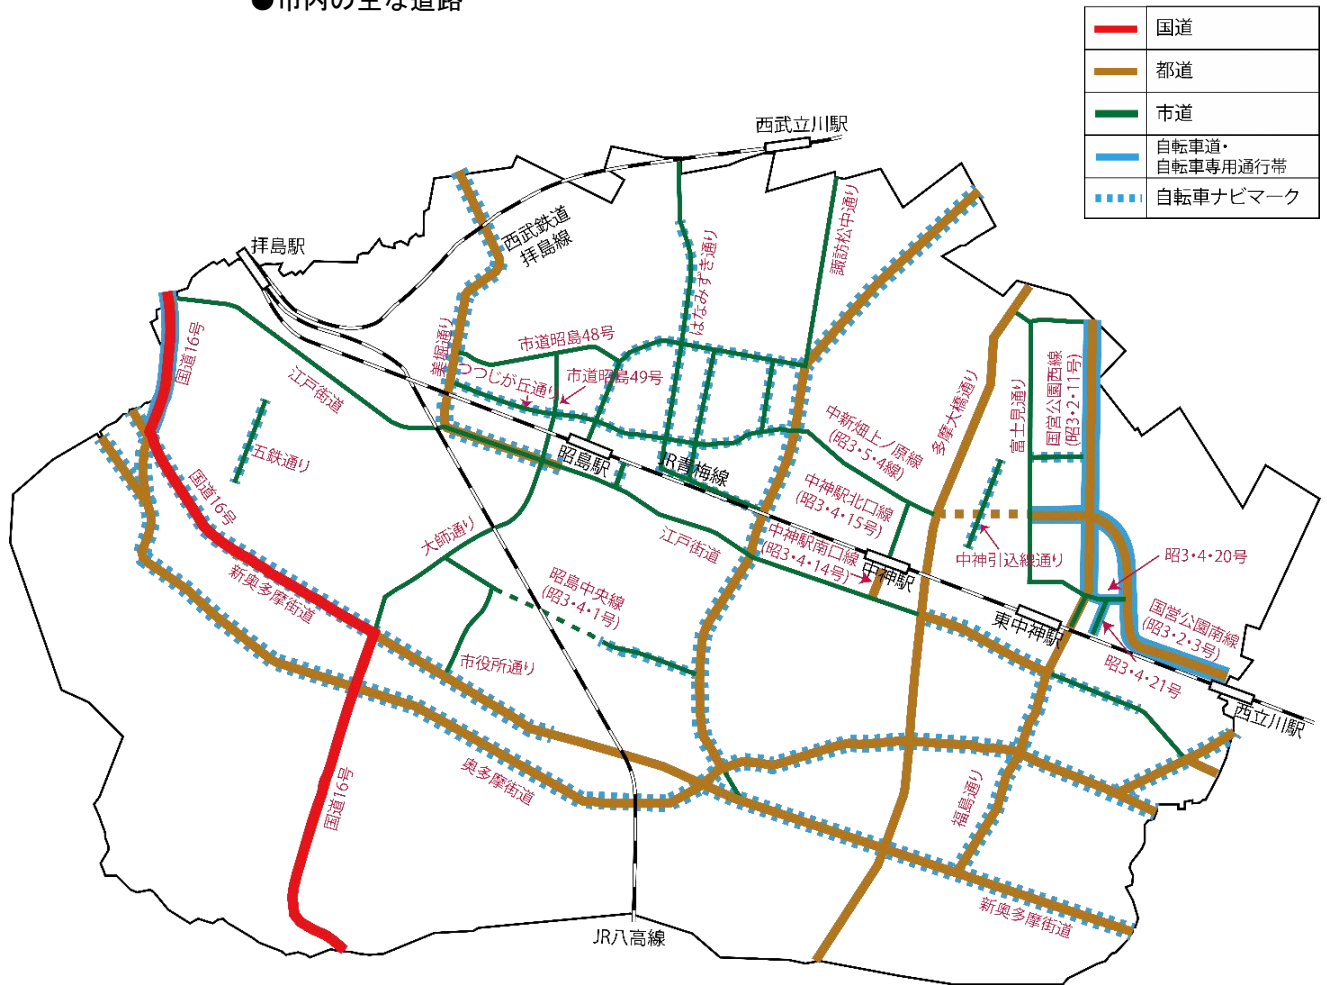 ●市内の主な道路
国道
都道
市道
自転車道・
自転車専用通行帯
自転車ナビマーク
西武立川駅
拝島駅
西武鉄道
拝島線
諏訪松中通り
はなみずき通り
国道16号
美堀通り
市道昭島48号
つつじが丘通り
市道昭島49号
江戸街道
五鉄通り
国道16号
昭島駅
JR青梅線
中新畑上ノ原線
(昭3・5・4線)
多摩大橋通り
富士見通り
国営公園西線
(昭3・2・11号)
中神駅北口線
(昭3・4・15号)
中神駅南口線
(昭3・4・14号)
中神駅
中神引込線通り
昭3・4・20号
大師通り
江戸街道
新奥多摩街道
昭島中央線
(昭3・4・1号)
東中神駅
国営公園南線
(昭3・2・3号)
昭3・4・21号
市役所通り
西立川駅
国道16号
奥多摩街道
福島通り
新奥多摩街道
JR八高線